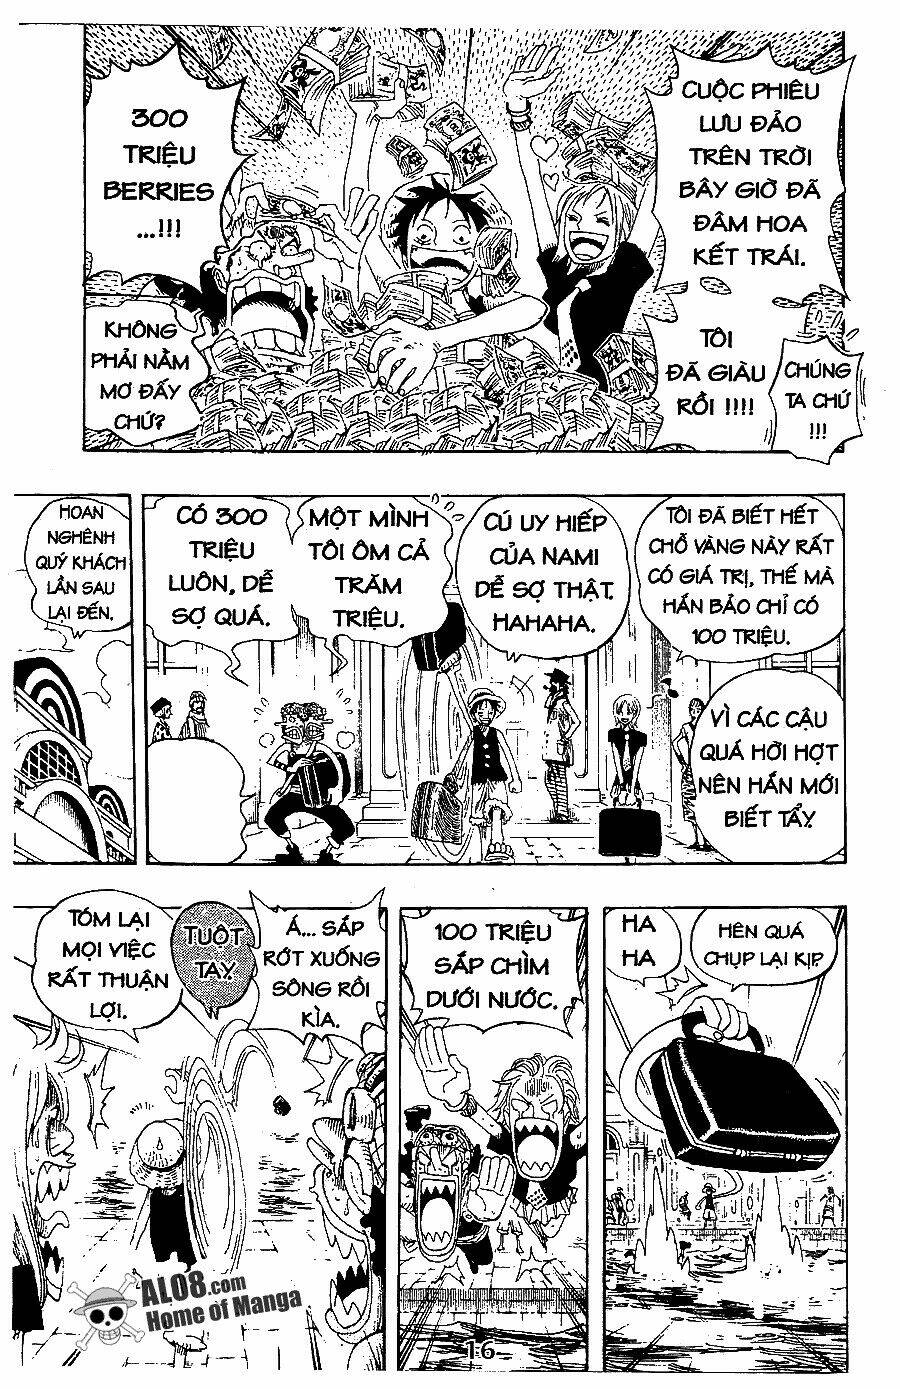 300
TRIỆU
BERRIES
...!!!
KHÔNG
PHẢI NẰM
MƠ ĐẤY
CHỨ?
CUỘC PHIÊU
LƯU ĐẢO
TRÊN TRỜI
BÂY GIỜ ĐÃ
ĐÂM HOA
KẾT TRÁI.
TÔI
ĐÃ GIÀU
RỒI !!!!
CHÚNG
TA CHỨ
!!!
HOAN
NGHÊNH
QUÝ KHÁCH
LẦN SAU
LẠI ĐẾN.
CÓ 300
TRIỆU
LUÔN, DỄ
SỢ QUÁ.
MỘT MÌNH
TÔI ÔM CẢ
TRĂM
TRIỆU.
CÚ UY HIẾP
CỦA NAMI
DỄ SỢ THẬT.
HAHAHA.
TÔI ĐÃ BIẾT HẾT
CHỖ VÀNG NÀY RẤT
CÓ GIÁ TRỊ, THẾ MÀ
HẮN BẢO CHỈ CÓ
100 TRIỆU.
VÌ CÁC CẬU
QUÁ HỜI HỢT
NÊN HẮN MỚI
BIẾT TẨY.
TÓM LẠI
MỌI VIỆC
RẤT THUẬN
LỢI.
TUỘT
TAY.
Á... SẮP
RỚT XUỐNG
SÔNG RỒI
KÌA.
100 TRIỆU
SẮP CHÌM
DƯỚI NƯỚC.
HA
HA
HÊN QUÁ
CHỤP LẠI KỊP.
ALO8.com
Home of Manga
16